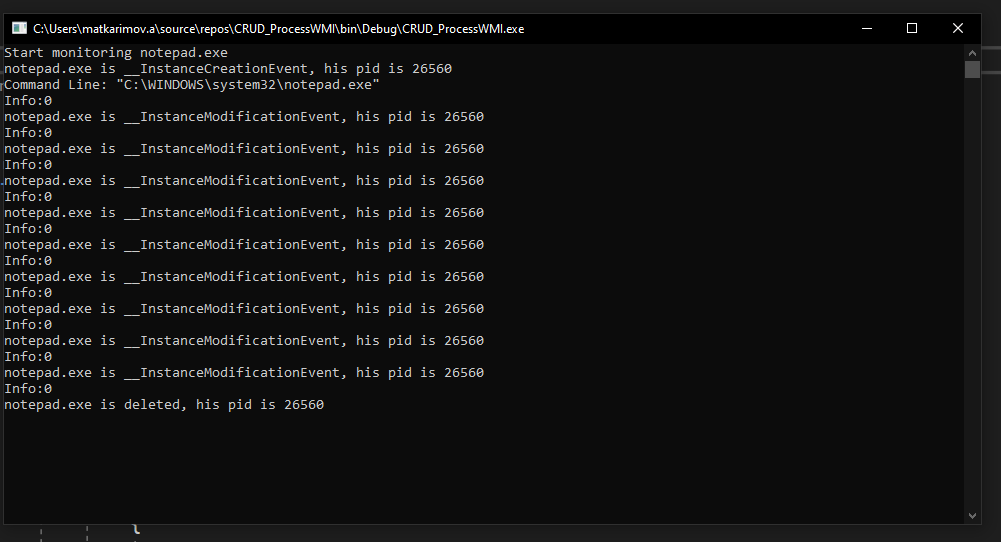 C:\Users\matkarimov.a\source\repos\CRUD_ProcessWMI\bin\Debug\CRUD_ProcessWMI.exe
Start monitoring notepad.exe
notepad.exe is __InstanceCreationEvent, his pid is 26560
Command Line: "C:\WINDOWS\system32\notepad.exe"
Info:0
notepad.exe is __InstanceModificationEvent, his pid is 26560
Info:0
notepad.exe is __InstanceModificationEvent, his pid is 26560
Info:0
notepad.exe is __InstanceModificationEvent, his pid is 26560
Info:0
notepad.exe is __InstanceModificationEvent, his pid is 26560
Info:0
notepad.exe is __InstanceModificationEvent, his pid is 26560
Info:0
notepad.exe is __InstanceModificationEvent, his pid is 26560
Info:0
notepad.exe is __InstanceModificationEvent, his pid is 26560
Info:0
notepad.exe is __InstanceModificationEvent, his pid is 26560
Info:0
notepad.exe is __InstanceModificationEvent, his pid is 26560
Info:0
notepad.exe is deleted, his pid is 26560